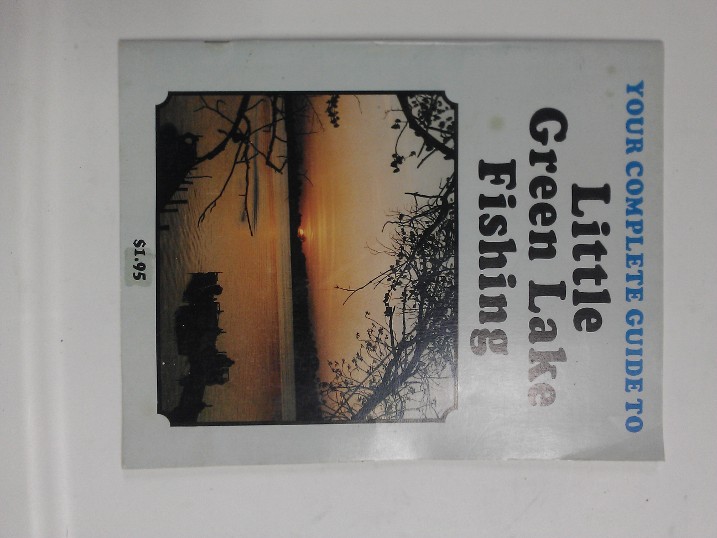 YOUR COMPLETE GUIDE TO
Little
Green Lake
Fishing
$1.95